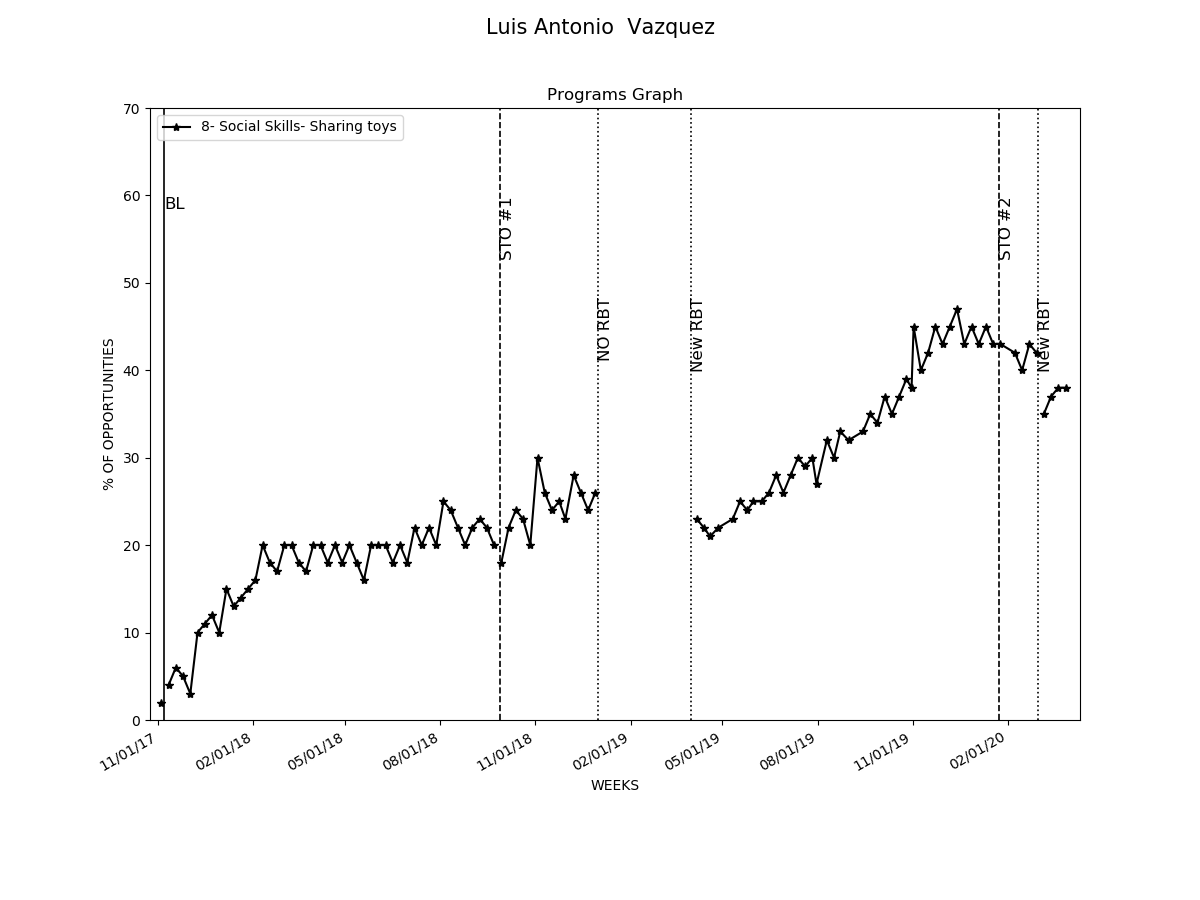 Luis Antonio  Vazquez
Programs Graph
8- Social Skills- Sharing toys
BL
STO #1
NO RBT
New RBT
STO #2
New RBT
% OF OPPORTUNITIES
70
60
50
40
30
20
10
0
11/01/17
02/01/18
05/01/18
08/01/18
11/01/18
02/01/19
05/01/19
08/01/19
11/01/19
02/01/20
WEEKS